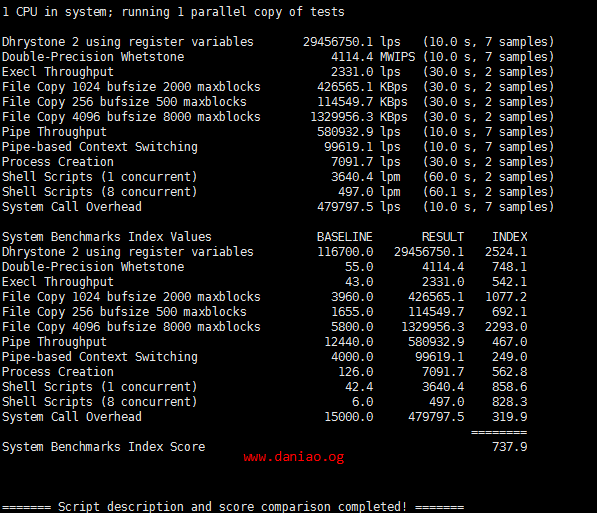 1 CPU in system; running 1 parallel copy of tests
Dhrystone 2 using register variables 29456750.1 lps (10.0 s, 7 samples)
Double-Precision Whetstone 4114.4 MWIPS (10.0 s, 7 samples)
Execl Throughput 2331.0 lps (30.0 s, 2 samples)
File Copy 1024 bufsize 2000 maxblocks 426565.1 KBps (30.0 s, 2 samples)
File Copy 256 bufsize 500 maxblocks 114549.7 KBps (30.0 s, 2 samples)
File Copy 4096 bufsize 8000 maxblocks 1329956.3 KBps (30.0 s, 2 samples)
Pipe Throughput 580932.9 lps (10.0 s, 7 samples)
Pipe-based Context Switching 99619.1 lps (10.0 s, 7 samples)
Process Creation 7091.7 lps (30.0 s, 2 samples)
Shell Scripts (1 concurrent) 3640.4 lpm (60.0 s, 2 samples)
Shell Scripts (8 concurrent) 497.0 lpm (60.1 s, 2 samples)
System Call Overhead 479797.5 lps (10.0 s, 7 samples)
System Benchmarks Index Values BASELINE RESULT INDEX
Dhrystone 2 using register variables 116700.0 29456750.1 2524.1
Double-Precision Whetstone 55.0 4114.4 748.1
Execl Throughput 43.0 2331.0 542.1
File Copy 1024 bufsize 2000 maxblocks 3960.0 426565.1 1077.2
File Copy 256 bufsize 500 maxblocks 1655.0 114549.7 692.1
File Copy 4096 bufsize 8000 maxblocks 5800.0 1329956.3 2293.0
Pipe Throughput 12440.0 580932.9 467.0
Pipe-based Context Switching 4000.0 99619.1 249.0
Process Creation 126.0 7091.7 562.8
Shell Scripts (1 concurrent) 42.4 3640.4 858.6
Shell Scripts (8 concurrent) 6.0 497.0 828.3
System Call Overhead 15000.0 479797.5 319.9
========
System Benchmarks Index Score 737.9
www.daniao.og
======= Script description and score comparison completed! =======